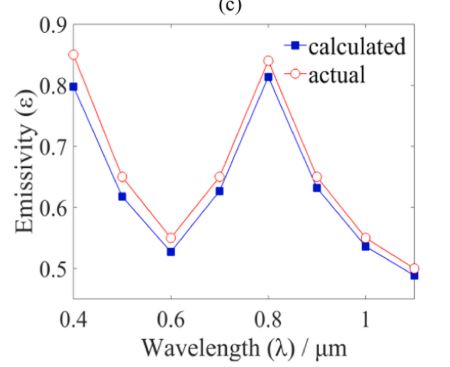 (c)
0.9
calculated
actual
0.8
0.7
0.6
0.5
Emissivity (ε)
0.4 0.6 0.8 1
Wavelength (λ) / μm